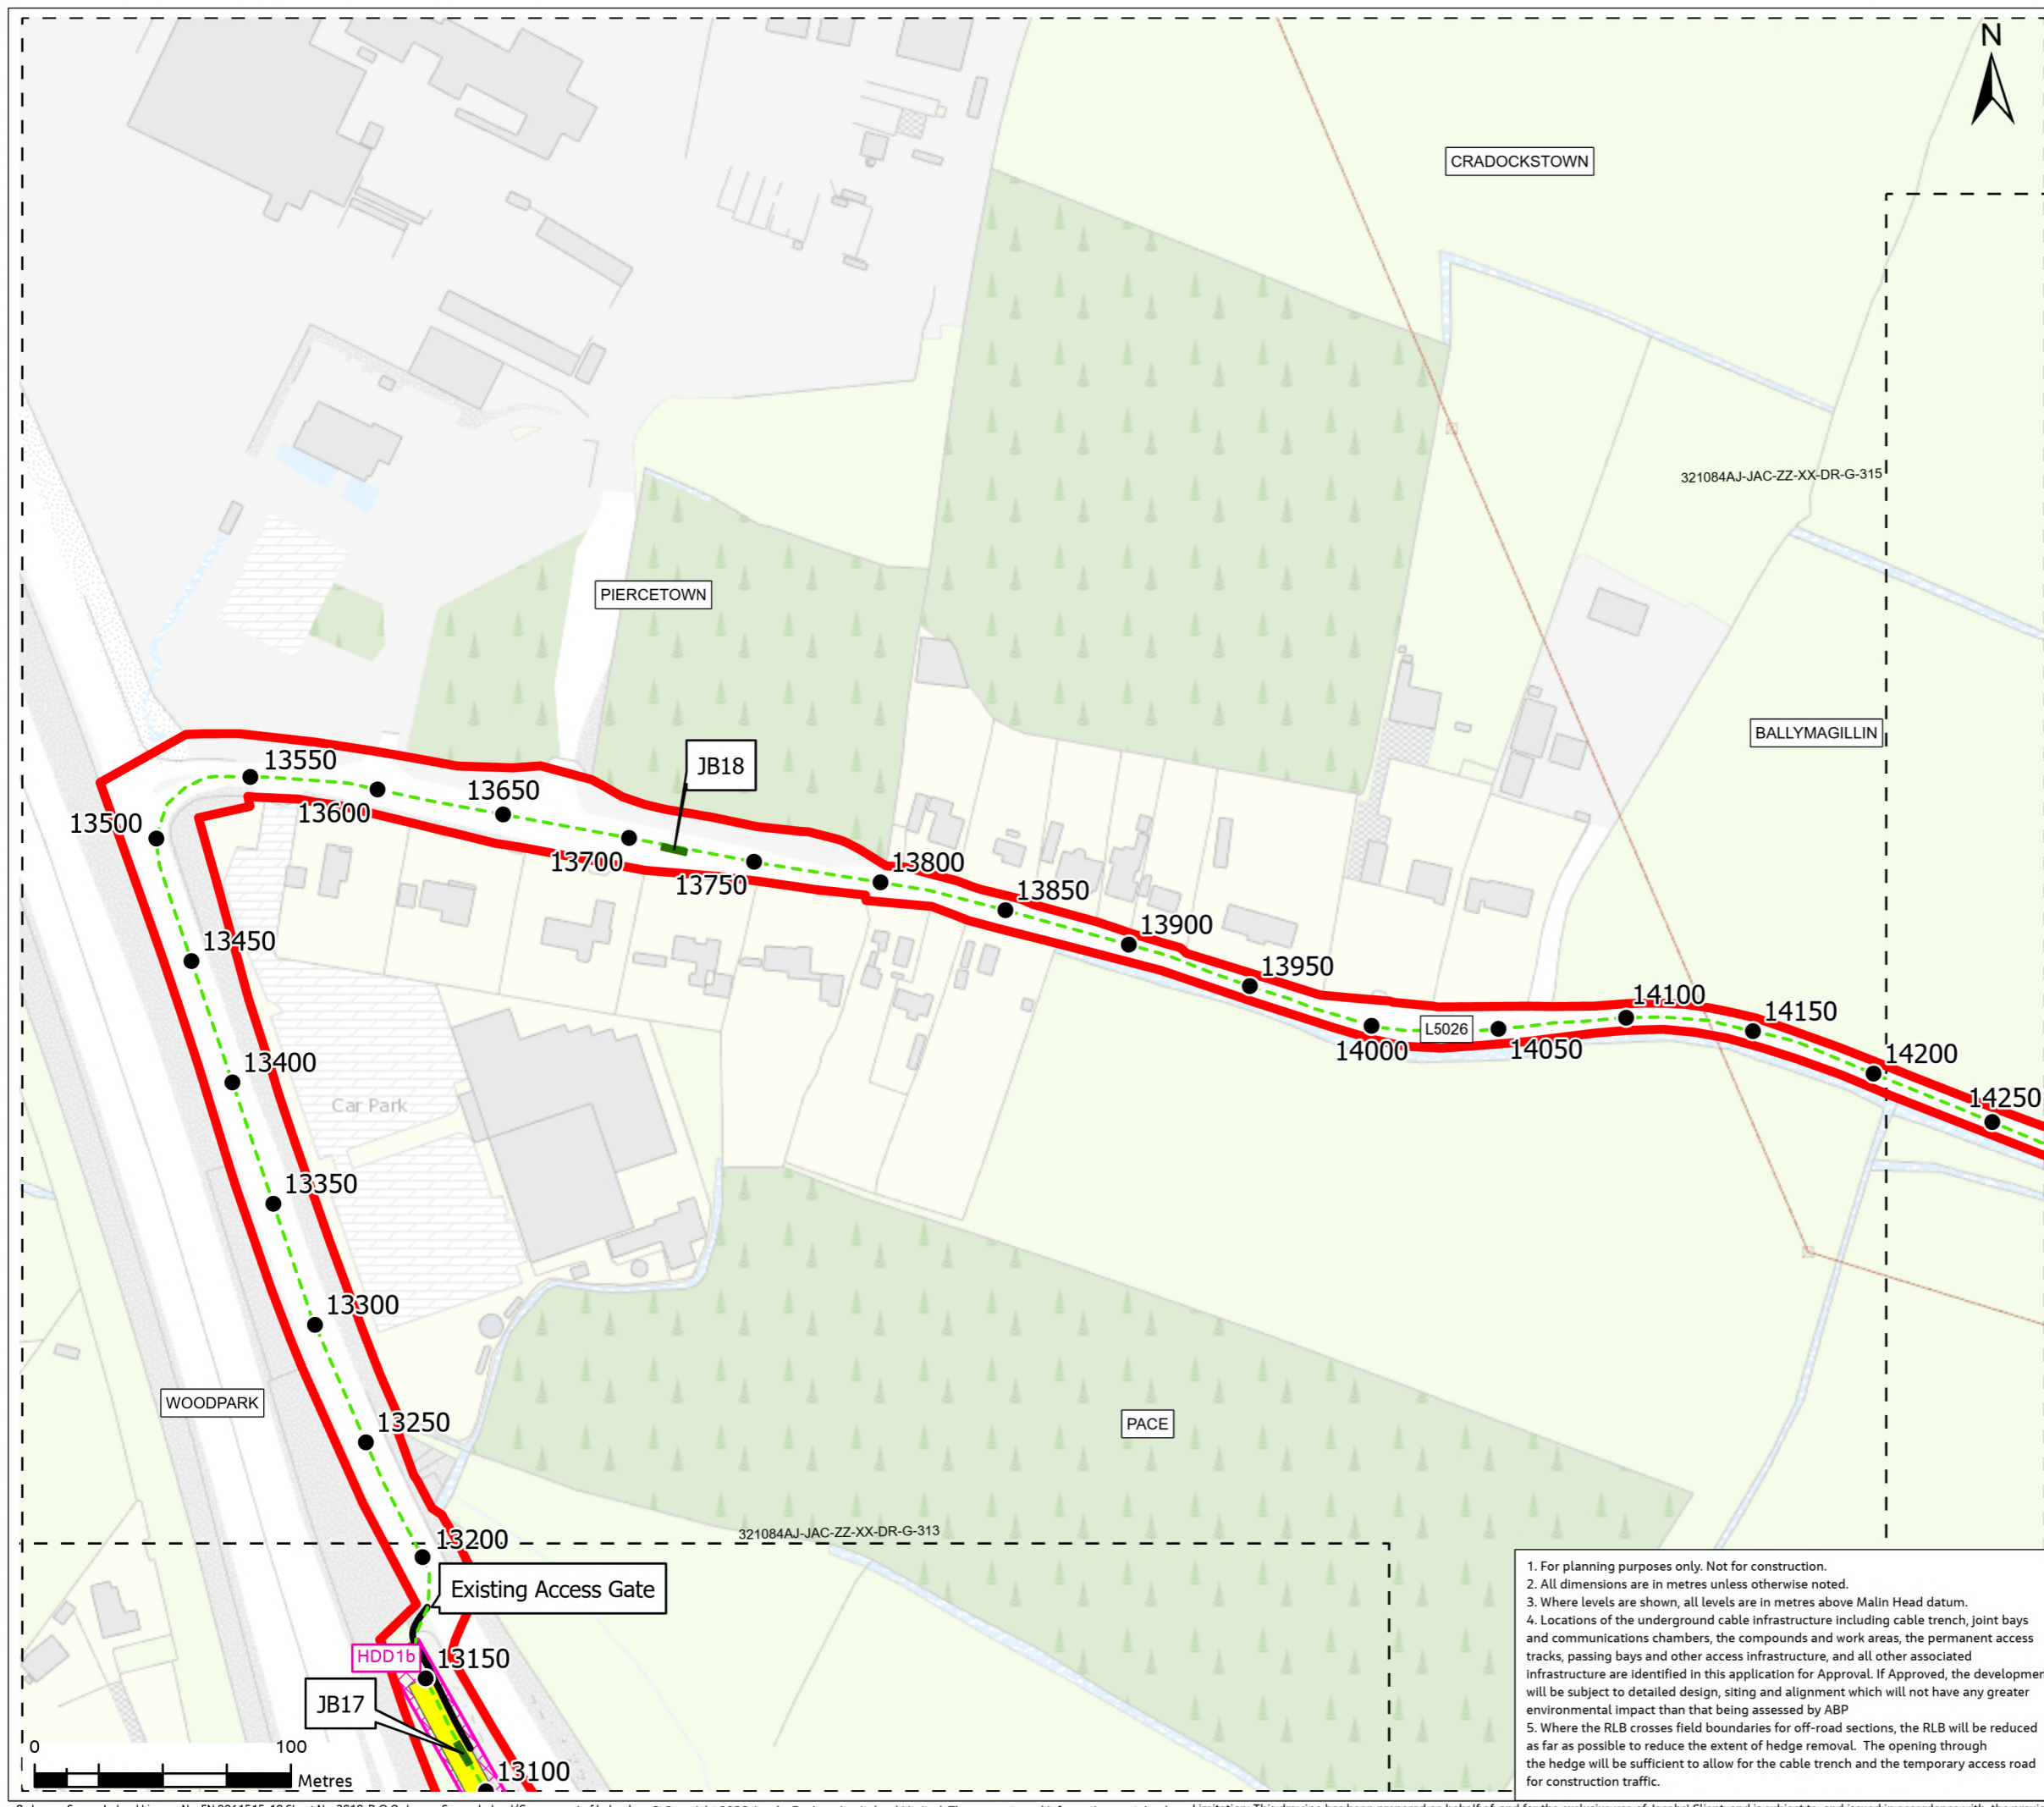 N
CRADOCKSTOWN
321084AJ-JAC-ZZ-XX-DR-G-315
PIERCETOWN
BALLYMAGILLIN
JB18
13550
13600
13650
13500
13700
13750
13800
13850
13900
13450
13950
14000
L5026
14050
14100
14150
14200
14250
13400
Car Park
13350
13300
WOODPARK
13250
PACE
321084AJ-JAC-ZZ-XX-DR-G-313
13200
Existing Access Gate
HDD1b
13150
JB17
13100
0 100
Metres
1. For planning purposes only. Not for construction.
2. All dimensions are in metres unless otherwise noted.
3. Where levels are shown, all levels are in metres above Malin Head datum.
4. Locations of the underground cable infrastructure including cable trench, joint bays
and communications chambers, the compounds and work areas, the permanent access
tracks, passing bays and other access infrastructure, and all other associated
infrastructure are identified in this application for Approval. If Approved, the developmen
will be subject to detailed design, siting and alignment which will not have any greater
environmental impact than that being assessed by ABP
5. Where the RLB crosses field boundaries for off-road sections, the RLB will be reduced
as far as possible to reduce the extent of hedge removal. The opening through
the hedge will be sufficient to allow for the cable trench and the temporary access road
for construction traffic.